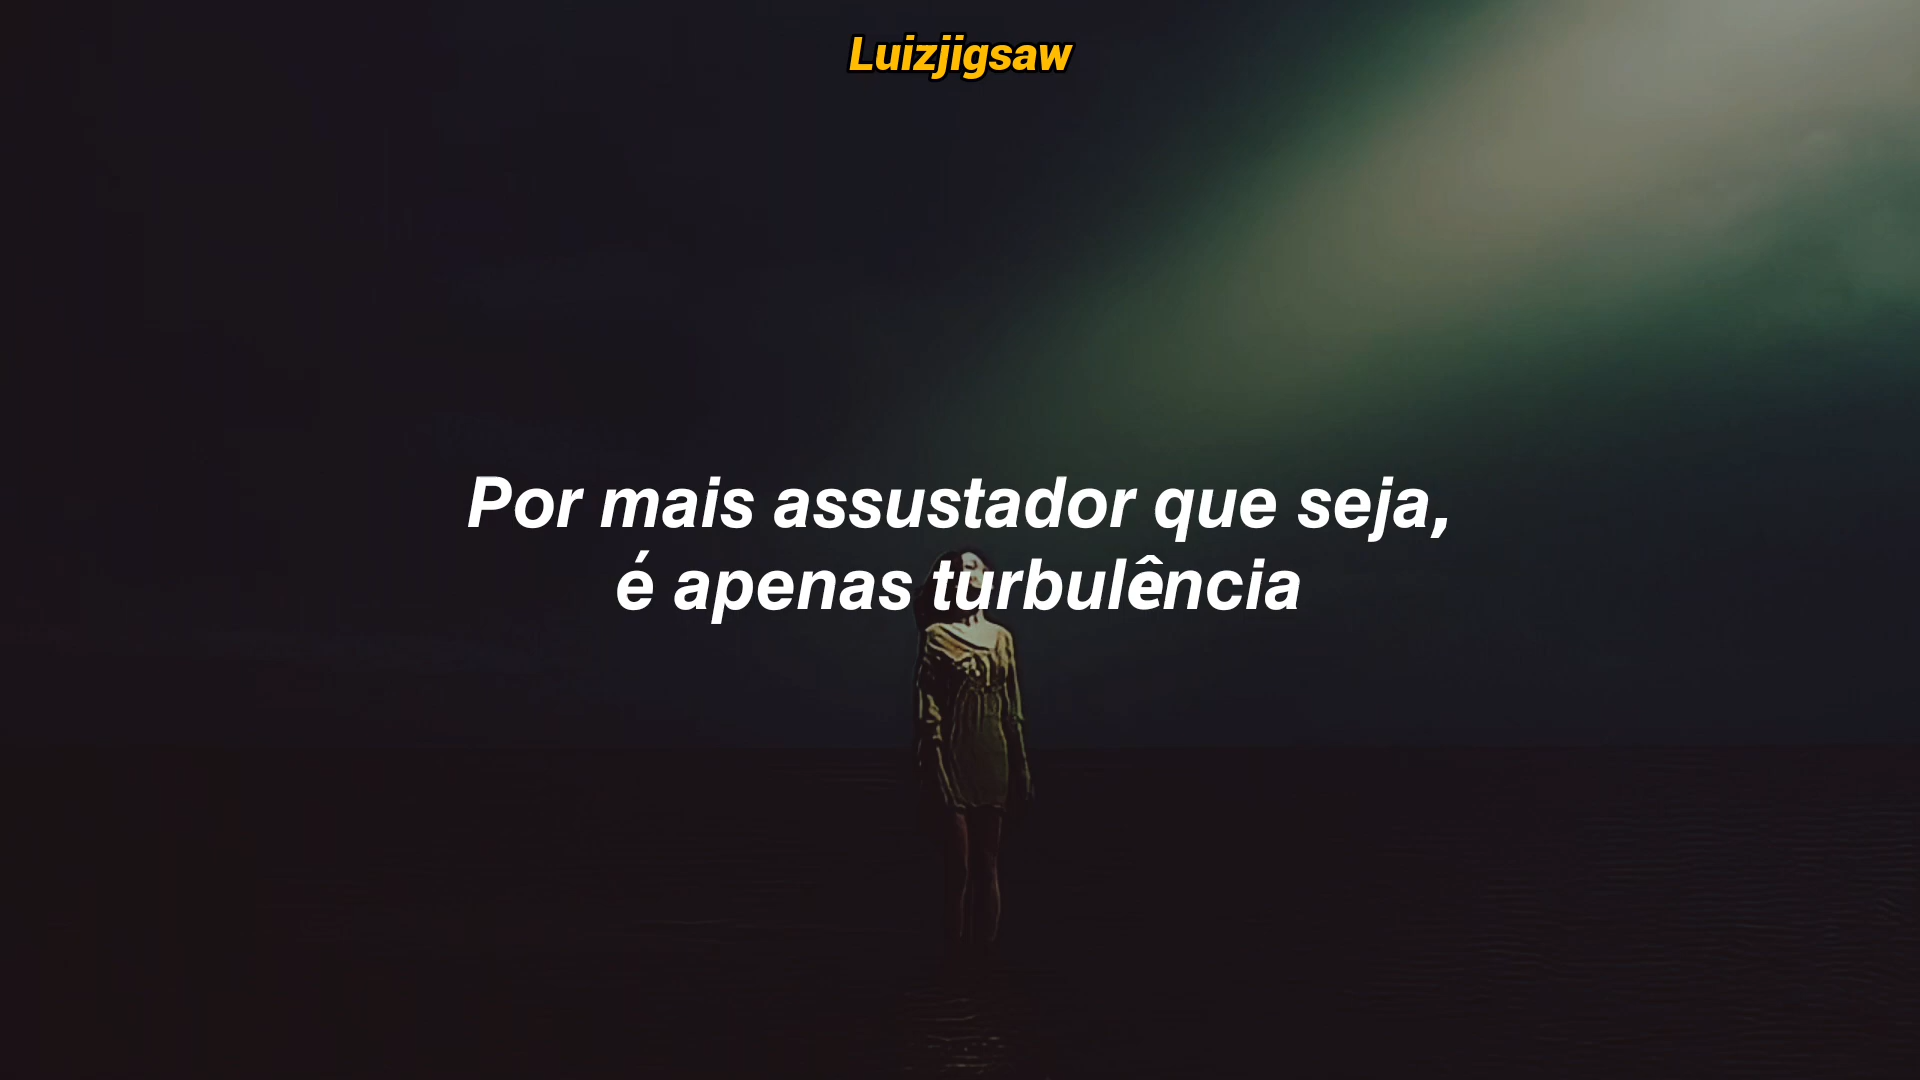 Luizjigsaw
Por mais assustador que seja,
é apenas turbulência